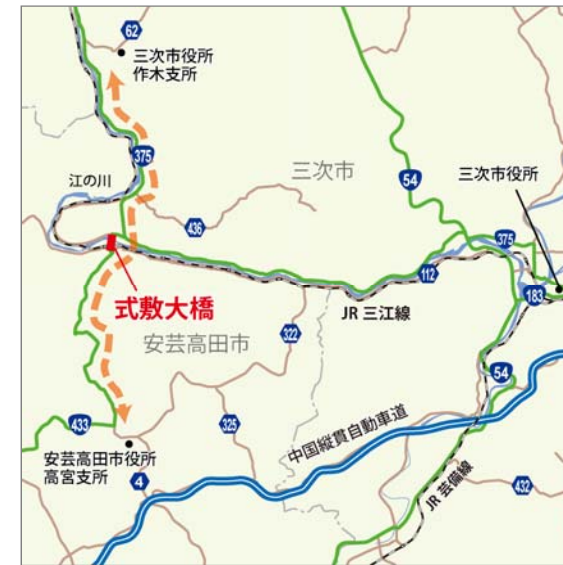 62
三次市役所
作木支所
375
江の川
三次市
54
三次市役所
436
375
式敷大橋
112
183
JR 三江線
322
安芸高田市
54
433
325
中国縦貫自動車道
安芸高田市役所
高宮支所
4
JR 芸備線
432